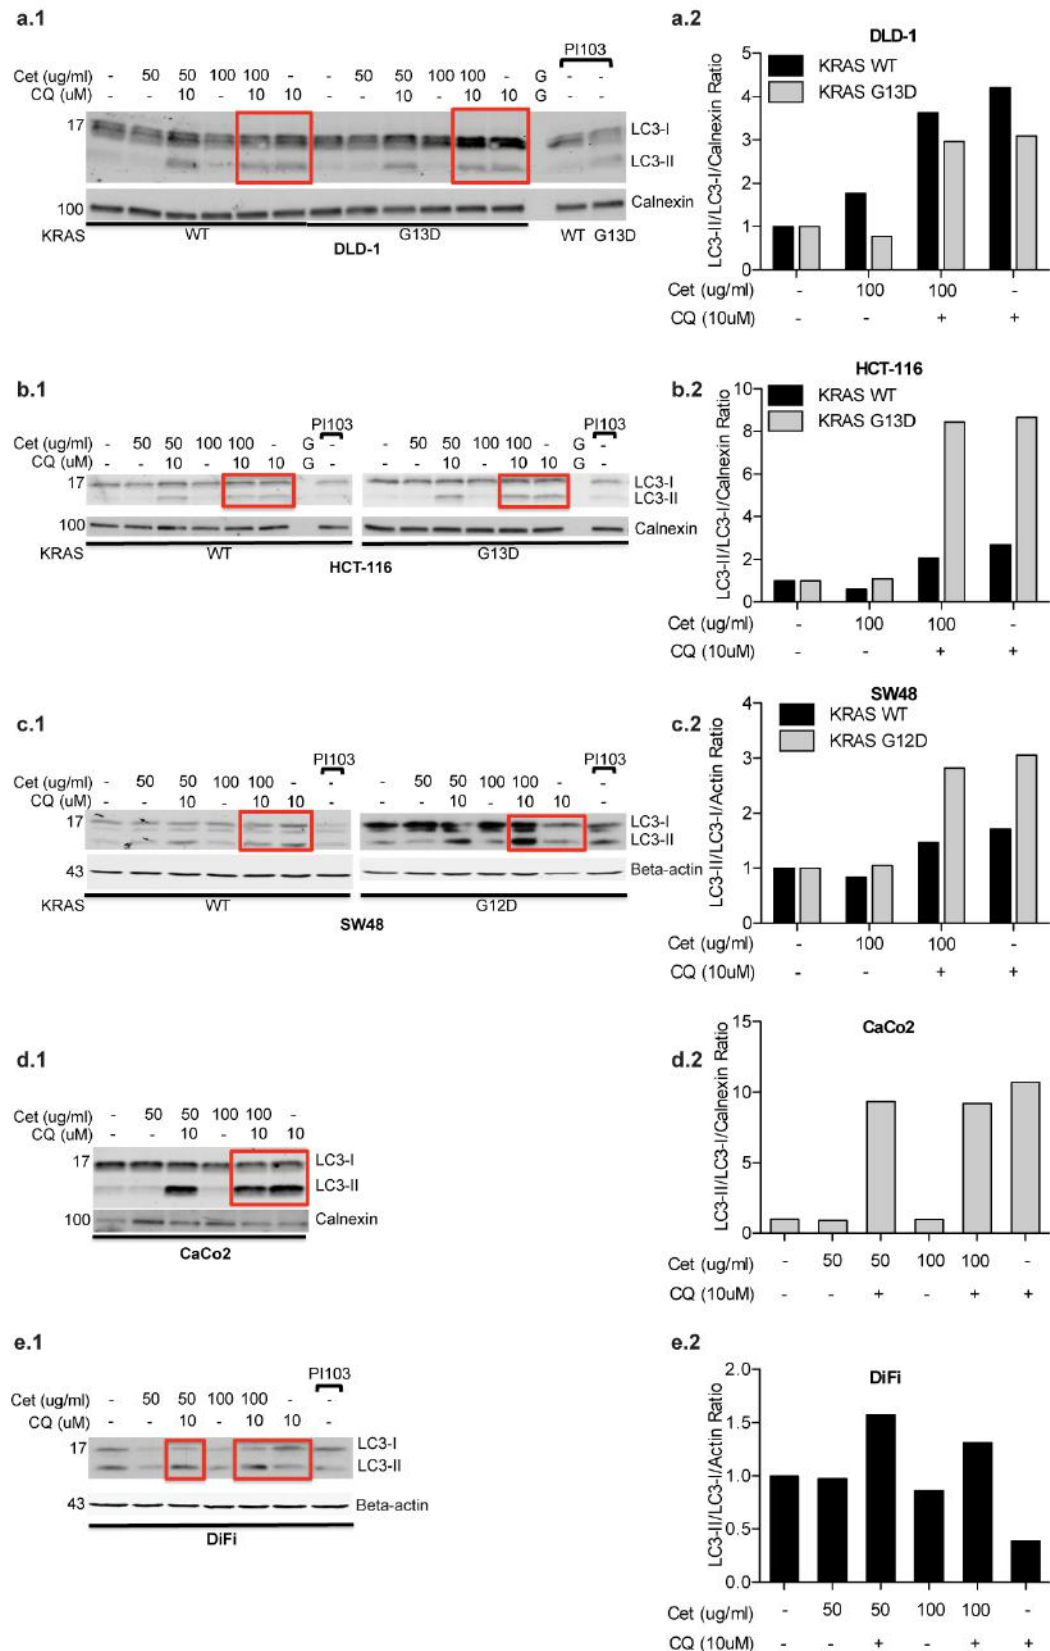 a.1
PI103
Cet (ug/ml) - 50 50 100 100 - - 50 50 100 100 - G - -
CQ (uM) - - 10 - 10 10 - - 10 - 10 10 G - -
17
LC3-I
LC3-II
100
Calnexin
KRAS WT G13D WT G13D
DLD-1
a.2
DLD-1
KRAS WT
KRAS G13D
LC3-II/LC3-I/Calnexin Ratio
5
4
3
2
1
0
Cet (ug/ml) - 100 100 -
CQ (10uM) - - + +
b.1
PI103 PI103
Cet (ug/ml) - 50 50 100 100 - G - - 50 50 100 100 - G -
CQ (uM) - - 10 - 10 10 G - - - 10 - 10 10 G -
17
LC3-I
LC3-II
100
Calnexin
KRAS WT G13D
HCT-116
b.2
HCT-116
KRAS WT
KRAS G13D
LC3-II/LC3-I/Calnexin Ratio
10
8
6
4
2
0
Cet (ug/ml) - 100 100 -
CQ (10uM) - - + +
c.1
PI103 PI103
Cet (ug/ml) - 50 50 100 100 - - - 50 50 100 100 - -
CQ (uM) - - 10 - 10 10 - - - 10 - 10 10 -
17
LC3-I
LC3-II
43
Beta-actin
KRAS WT G12D
SW48
c.2
SW48
KRAS WT
KRAS G12D
LC3-II/LC3-I/Actin Ratio
4
3
2
1
0
Cet (ug/ml) - 100 100 -
CQ (10uM) - - + +
d.1
Cet (ug/ml) - 50 50 100 100 -
CQ (uM) - - 10 - 10 10
17
LC3-I
LC3-II
100
Calnexin
CaCo2
d.2
CaCo2
LC3-II/LC3-I/Calnexin Ratio
15
10
5
0
Cet (ug/ml) - 50 50 100 100 -
CQ (10uM) - - + - + +
e.1
PI103
Cet (ug/ml) - 50 50 100 100 - -
CQ (uM) - - 10 - 10 10 -
17
LC3-I
LC3-II
43
Beta-actin
DiFi
e.2
DiFi
LC3-II/LC3-I/Actin Ratio
2.0
1.5
1.0
0.5
0.0
Cet (ug/ml) - 50 50 100 100 -
CQ (10uM) - - + - + +